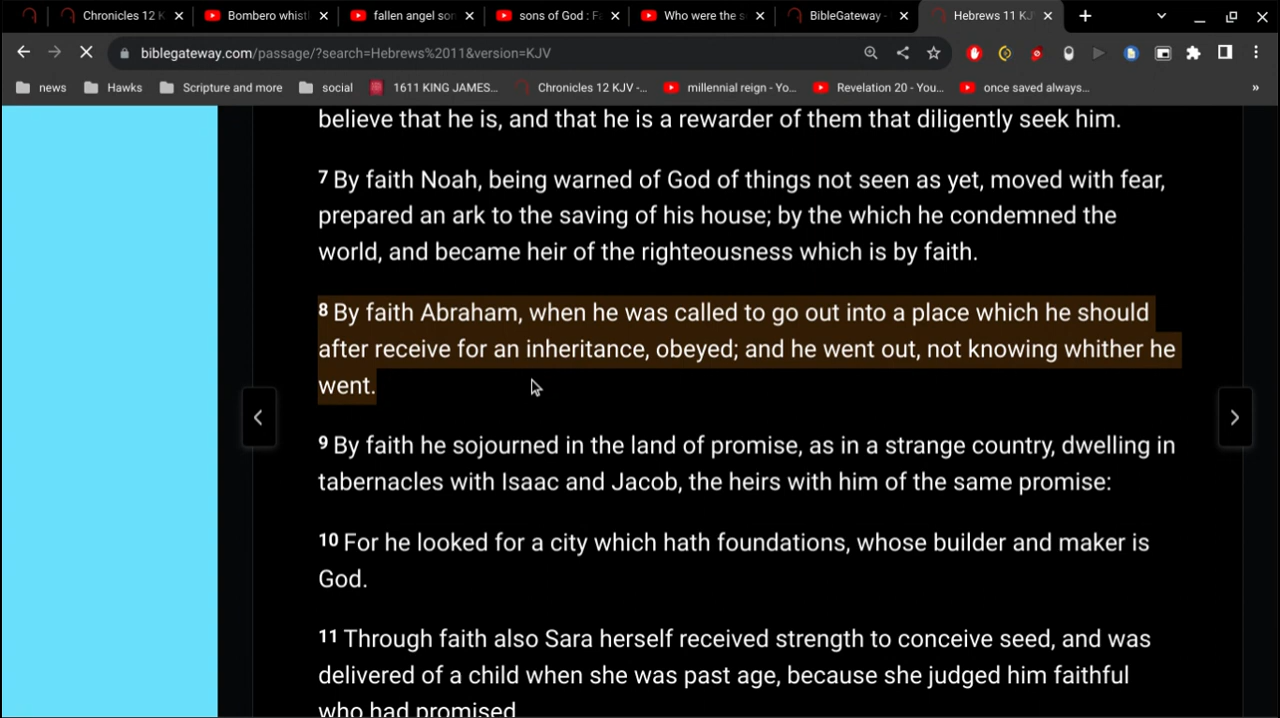 Chronicles 12 K
Bombero whistl
fallen angel son
sons of God : Fa
Who were the s
BibleGateway -
Hebrews 11 KJ
biblegateway.com/passage/?search=Hebrews%2011&version=KJV
news
Hawks
Scripture and more
social
1611 KING JAMES...
Chronicles 12 KJV -...
millennial reign - Yo...
Revelation 20 - You...
once saved always...
»
believe that he is, and that he is a rewarder of them that diligently seek him.
7 By faith Noah, being warned of God of things not seen as yet, moved with fear,
prepared an ark to the saving of his house; by the which he condemned the
world, and became heir of the righteousness which is by faith.
8 By faith Abraham, when he was called to go out into a place which he should
after receive for an inheritance, obeyed; and he went out, not knowing whither he
went.
9 By faith he sojourned in the land of promise, as in a strange country, dwelling in
tabernacles with Isaac and Jacob, the heirs with him of the same promise:
10 For he looked for a city which hath foundations, whose builder and maker is
God.
11 Through faith also Sara herself received strength to conceive seed, and was
delivered of a child when she was past age, because she judged him faithful
who had promised